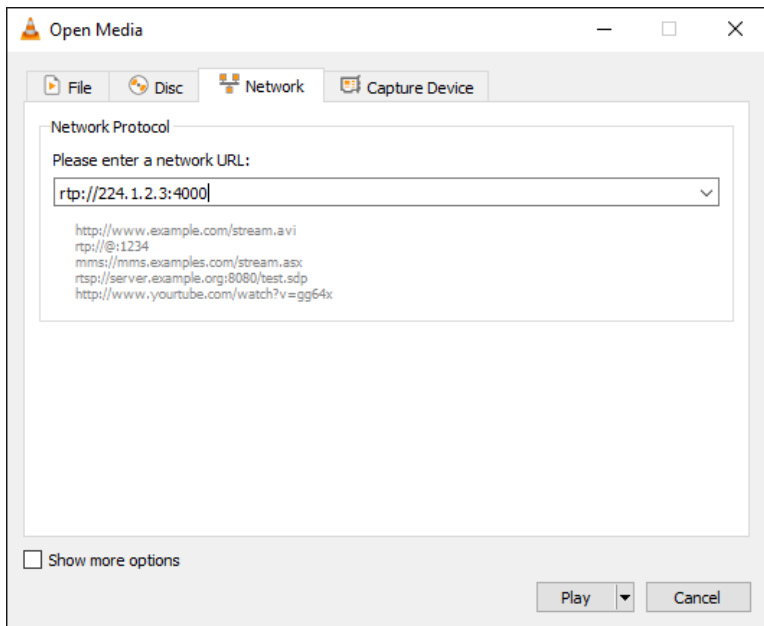 Open Media
File Disc Network Capture Device
Network Protocol
Please enter a network URL:
rtp://224.1.2.3:4000
http://www.example.com/stream.avi
rtp://@:1234
mms://mms.examples.com/stream.asx
rtsp://server.example.org:8080/test.sdp
http://www.yourtube.com/watch?v=gg64x
Show more options
Play Cancel